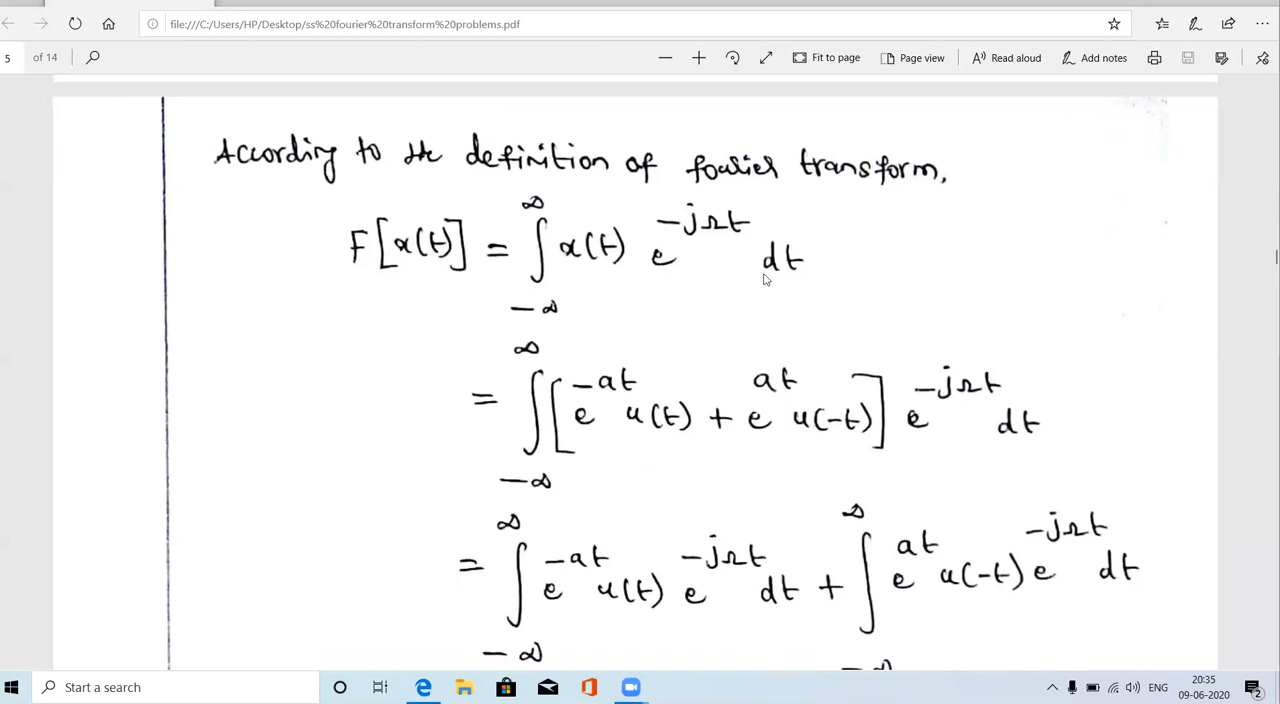 file:///C:/Users/HP/Desktop/ss%20fourier%20transform%20problems.pdf
5 of 14 Fit to page Page view Read aloud Add notes
According to the definition of fourier transform,
F[x(t)] = ∫_{-∞}^{∞} x(t) e^{-jΩt} dt
= ∫_{-∞}^{∞} [e^{-at} u(t) + e^{at} u(-t)] e^{-jΩt} dt
= ∫_{-∞}^{∞} e^{-at} u(t) e^{-jΩt} dt + ∫_{-∞}^{∞} e^{at} u(-t) e^{-jΩt} dt
Start a search
ENG
20:35
09-06-2020
2